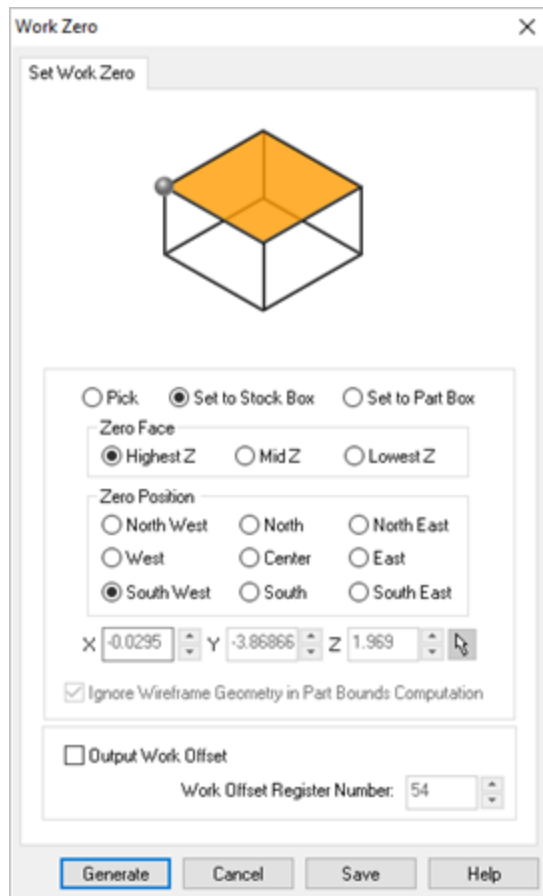 Work Zero
Set Work Zero
Pick Set to Stock Box Set to Part Box
Zero Face
Highest Z Mid Z Lowest Z
Zero Position
North West North North East
West Center East
South West South South East
X -0.0295 Y -3.86866 Z 1.969
Ignore Wireframe Geometry in Part Bounds Computation
Output Work Offset
Work Offset Register Number: 54
Generate Cancel Save Help